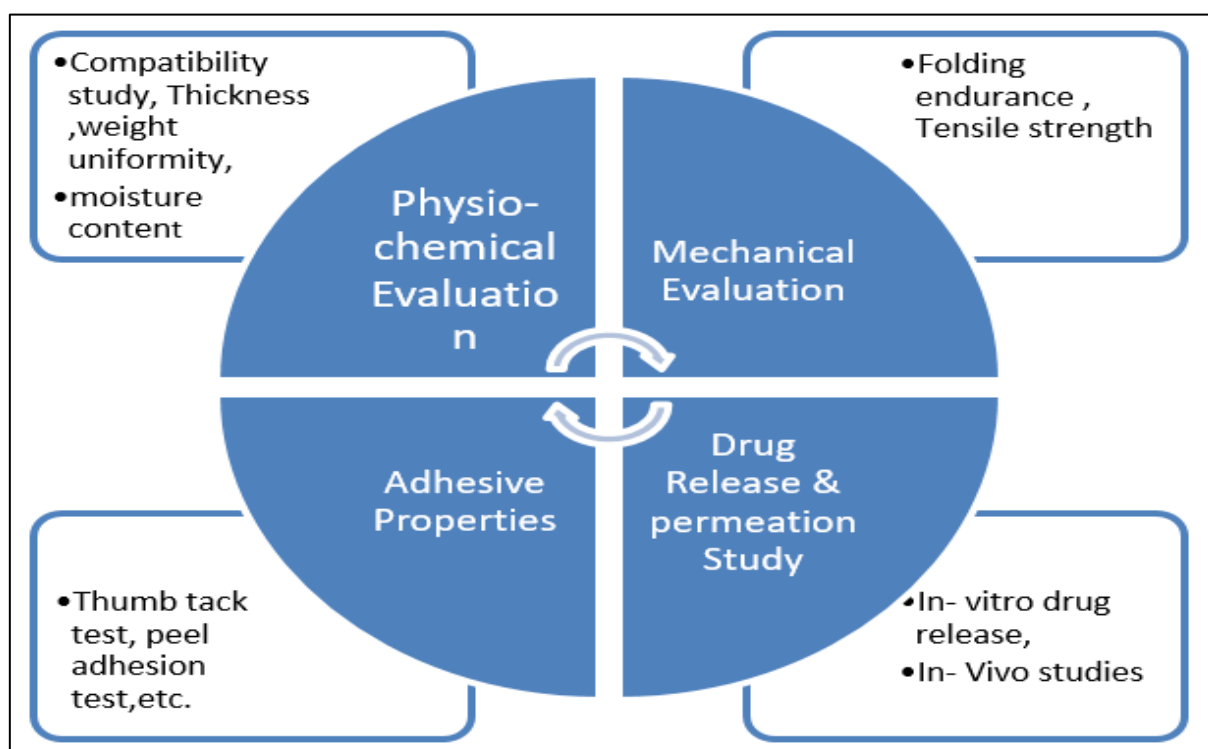 •Compatibility
study, Thickness
,weight
uniformity,
•moisture
content
Physio-
chemical
Evaluatio
n
•Folding
endurance ,
Tensile strength
Mechanical
Evaluation
Adhesive
Properties
•Thumb tack
test, peel
adhesion
test,etc.
Drug
Release &
permeation
Study
•In- vitro drug
release,
•In- Vivo studies